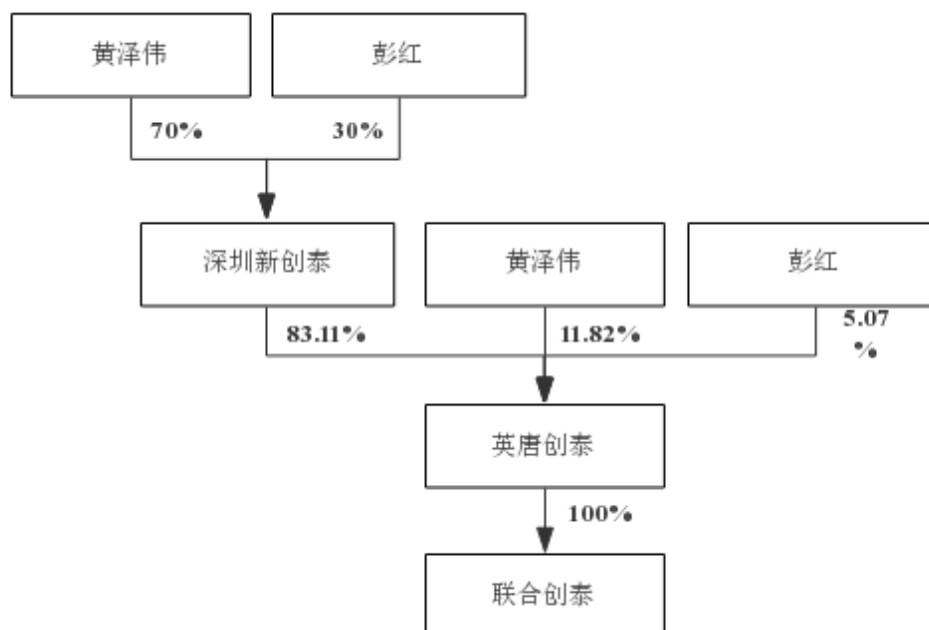 黄泽伟
彭红
70%
30%
深圳新创泰
黄泽伟
彭红
83.11%
11.82%
5.07
%
英唐创泰
100%
联合创泰